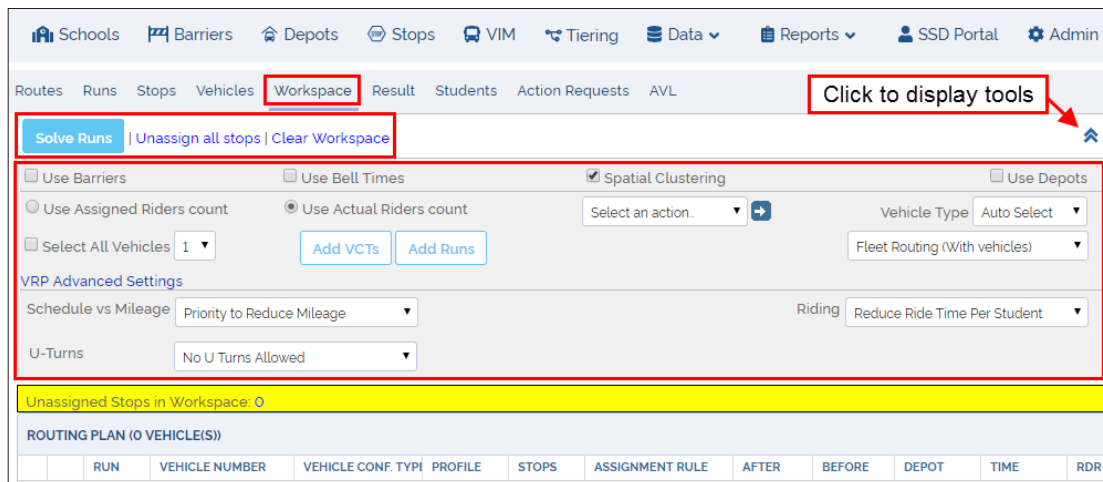 Schools Barriers Depots Stops VIM Tiering Data Reports SSD Portal Admin
Routes Runs Stops Vehicles Workspace Result Students Action Requests AVL
Click to display tools
Solve Runs | Unassign all stops | Clear Workspace
Use Barriers Use Bell Times Spatial Clustering Use Depots
Use Assigned Riders count Use Actual Riders count Select an action.. Vehicle Type Auto Select
Select All Vehicles 1 Add VCTs Add Runs Fleet Routing (With vehicles)
VRP Advanced Settings
Schedule vs Mileage Priority to Reduce Mileage Riding Reduce Ride Time Per Student
U-Turns No U Turns Allowed
Unassigned Stops in Workspace: 0
ROUTING PLAN (0 VEHICLE(S))
RUN VEHICLE NUMBER VEHICLE CONF. TYPE PROFILE STOPS ASSIGNMENT RULE AFTER BEFORE DEPOT TIME RDR